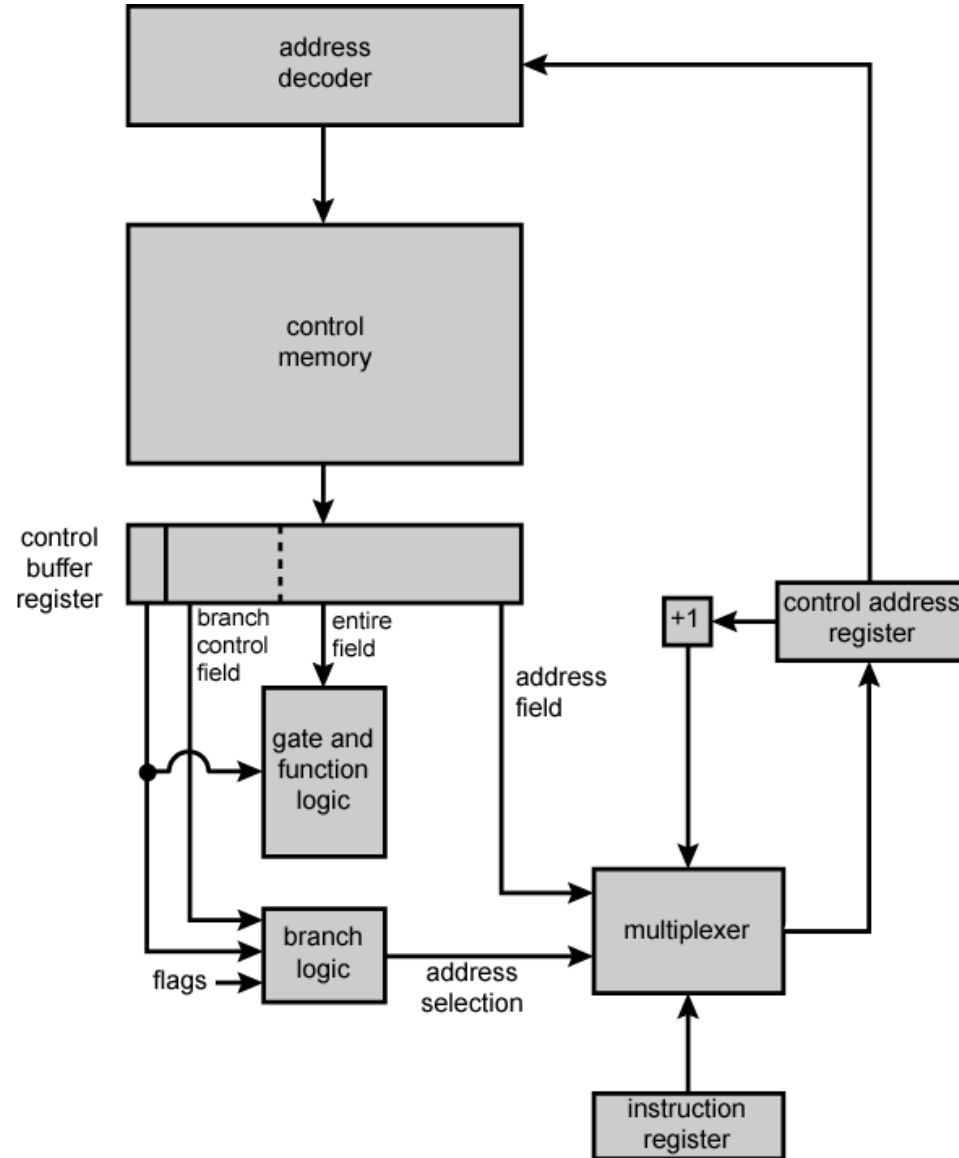 address
decoder
control
memory
control
buffer
register
branch
control
field
entire
field
address
field
+1
control address
register
gate and
function
logic
branch
logic
flags
address
selection
multiplexer
instruction
register